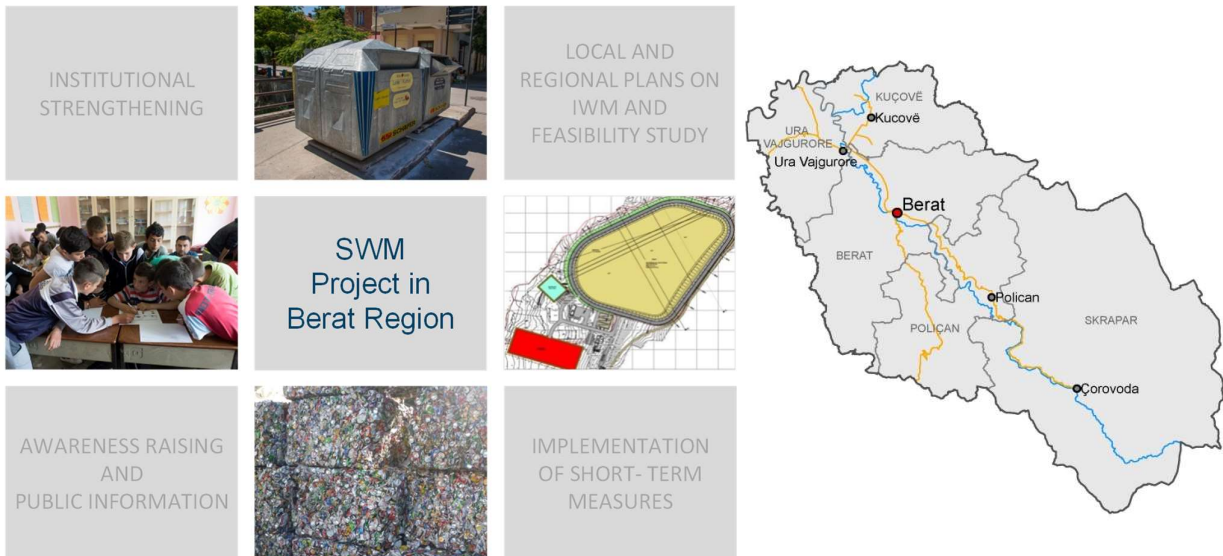 INSTITUTIONAL
STRENGTHENING
LOCAL AND
REGIONAL PLANS ON
IWM AND
FEASIBILITY STUDY
SWM
Project in
Berat Region
AWARENESS RAISING
AND
PUBLIC INFORMATION
IMPLEMENTATION
OF SHORT- TERM
MEASURES
KUÇOVË
Kucovë
URA
VAJGURORE
Ura Vajgurore
Berat
BERAT
Polican
POLIÇAN
SKRAPAR
Çorovoda